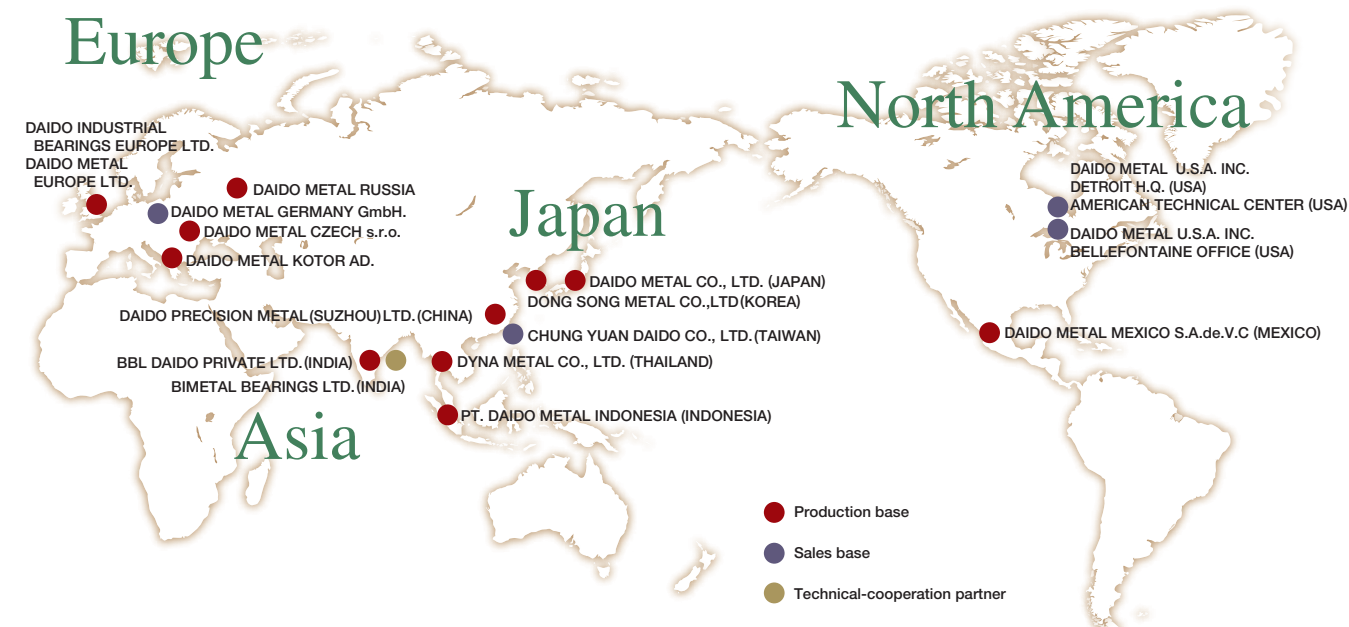 Europe
North America
DAIDO INDUSTRIAL
BEARINGS EUROPE LTD.
DAIDO METAL
EUROPE LTD.
DAIDO METAL RUSSIA
DAIDO METAL GERMANY GmbH.
DAIDO METAL CZECH s.r.o.
DAIDO METAL KOTOR AD.
Japan
DAIDO METAL U.S.A. INC.
DETROIT H.Q. (USA)
AMERICAN TECHNICAL CENTER (USA)
DAIDO METAL U.S.A. INC.
BELLEFONTAINE OFFICE (USA)
DAIDO METAL CO., LTD. (JAPAN)
DONG SONG METAL CO.,LTD(KOREA)
DAIDO PRECISION METAL(SUZHOU)LTD.(CHINA)
CHUNG YUAN DAIDO CO., LTD.(TAIWAN)
DAIDO METAL MEXICO S.A.de.V.C (MEXICO)
BBL DAIDO PRIVATE LTD.(INDIA)
DYNA METAL CO., LTD. (THAILAND)
BIMETAL BEARINGS LTD.(INDIA)
PT. DAIDO METAL INDONESIA (INDONESIA)
Asia
Production base
Sales base
Technical-cooperation partner